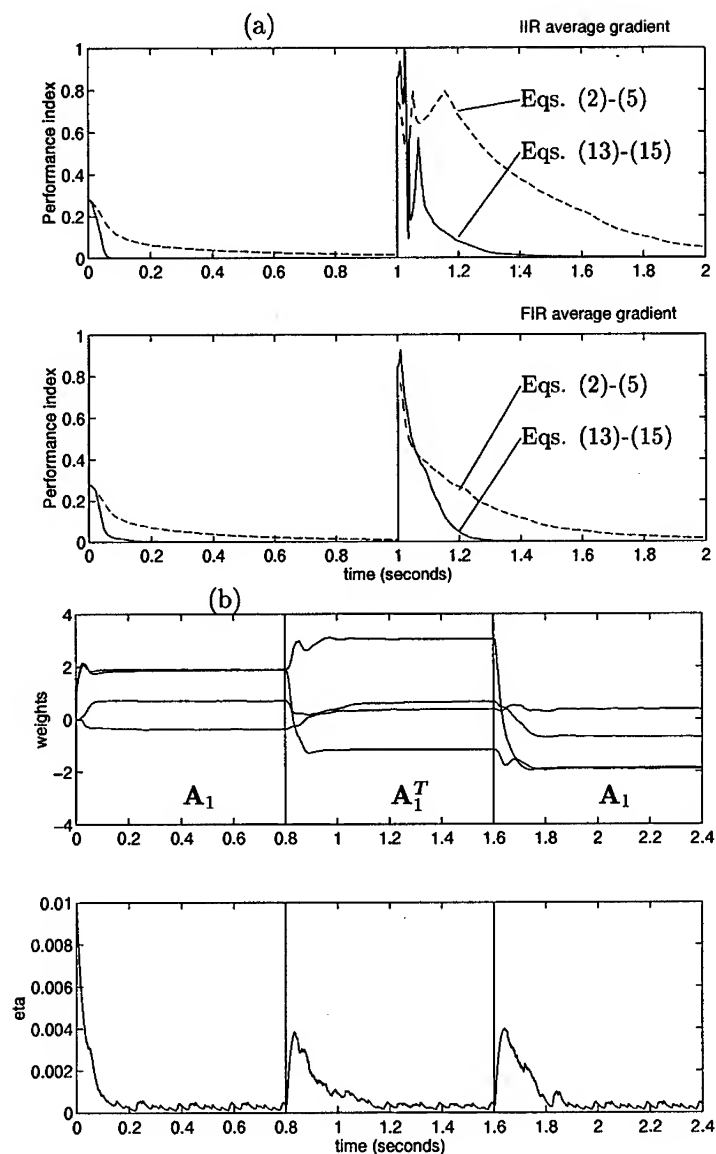 (a)
IIR average gradient
Performance index
1
0.8
0.6
0.4
0.2
0
Eqs. (2)-(5)
Eqs. (13)-(15)
0 0.2 0.4 0.6 0.8 1 1.2 1.4 1.6 1.8 2
FIR average gradient
Performance index
1
0.8
0.6
0.4
0.2
0
Eqs. (2)-(5)
Eqs. (13)-(15)
0 0.2 0.4 0.6 0.8 1 1.2 1.4 1.6 1.8 2
time (seconds)
(b)
weights
4
2
0
−2
−4
A₁ A₁ᵀ A₁
0 0.2 0.4 0.6 0.8 1 1.2 1.4 1.6 1.8 2 2.2 2.4
eta
0.01
0.008
0.006
0.004
0.002
0
0 0.2 0.4 0.6 0.8 1 1.2 1.4 1.6 1.8 2 2.2 2.4
time (seconds)